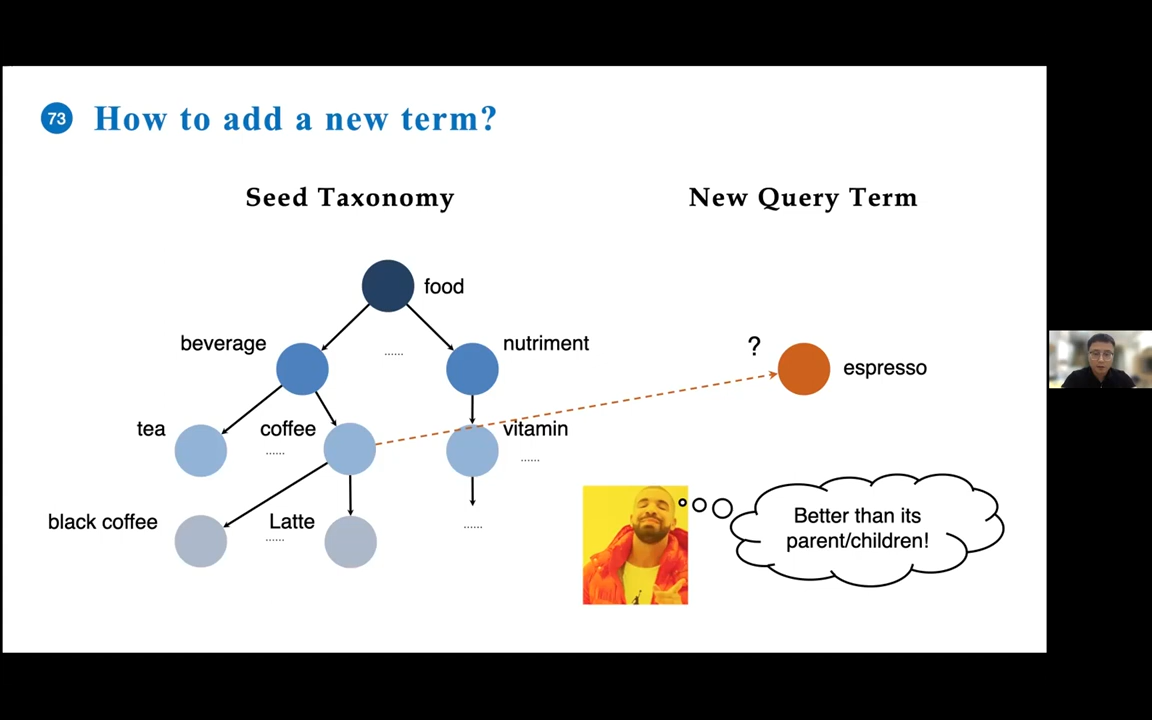 73 How to add a new term?
Seed Taxonomy
New Query Term
food
beverage
......
nutriment
?
espresso
tea
coffee
......
vitamin
......
black coffee
Latte
......
......
Better than its
parent/children!